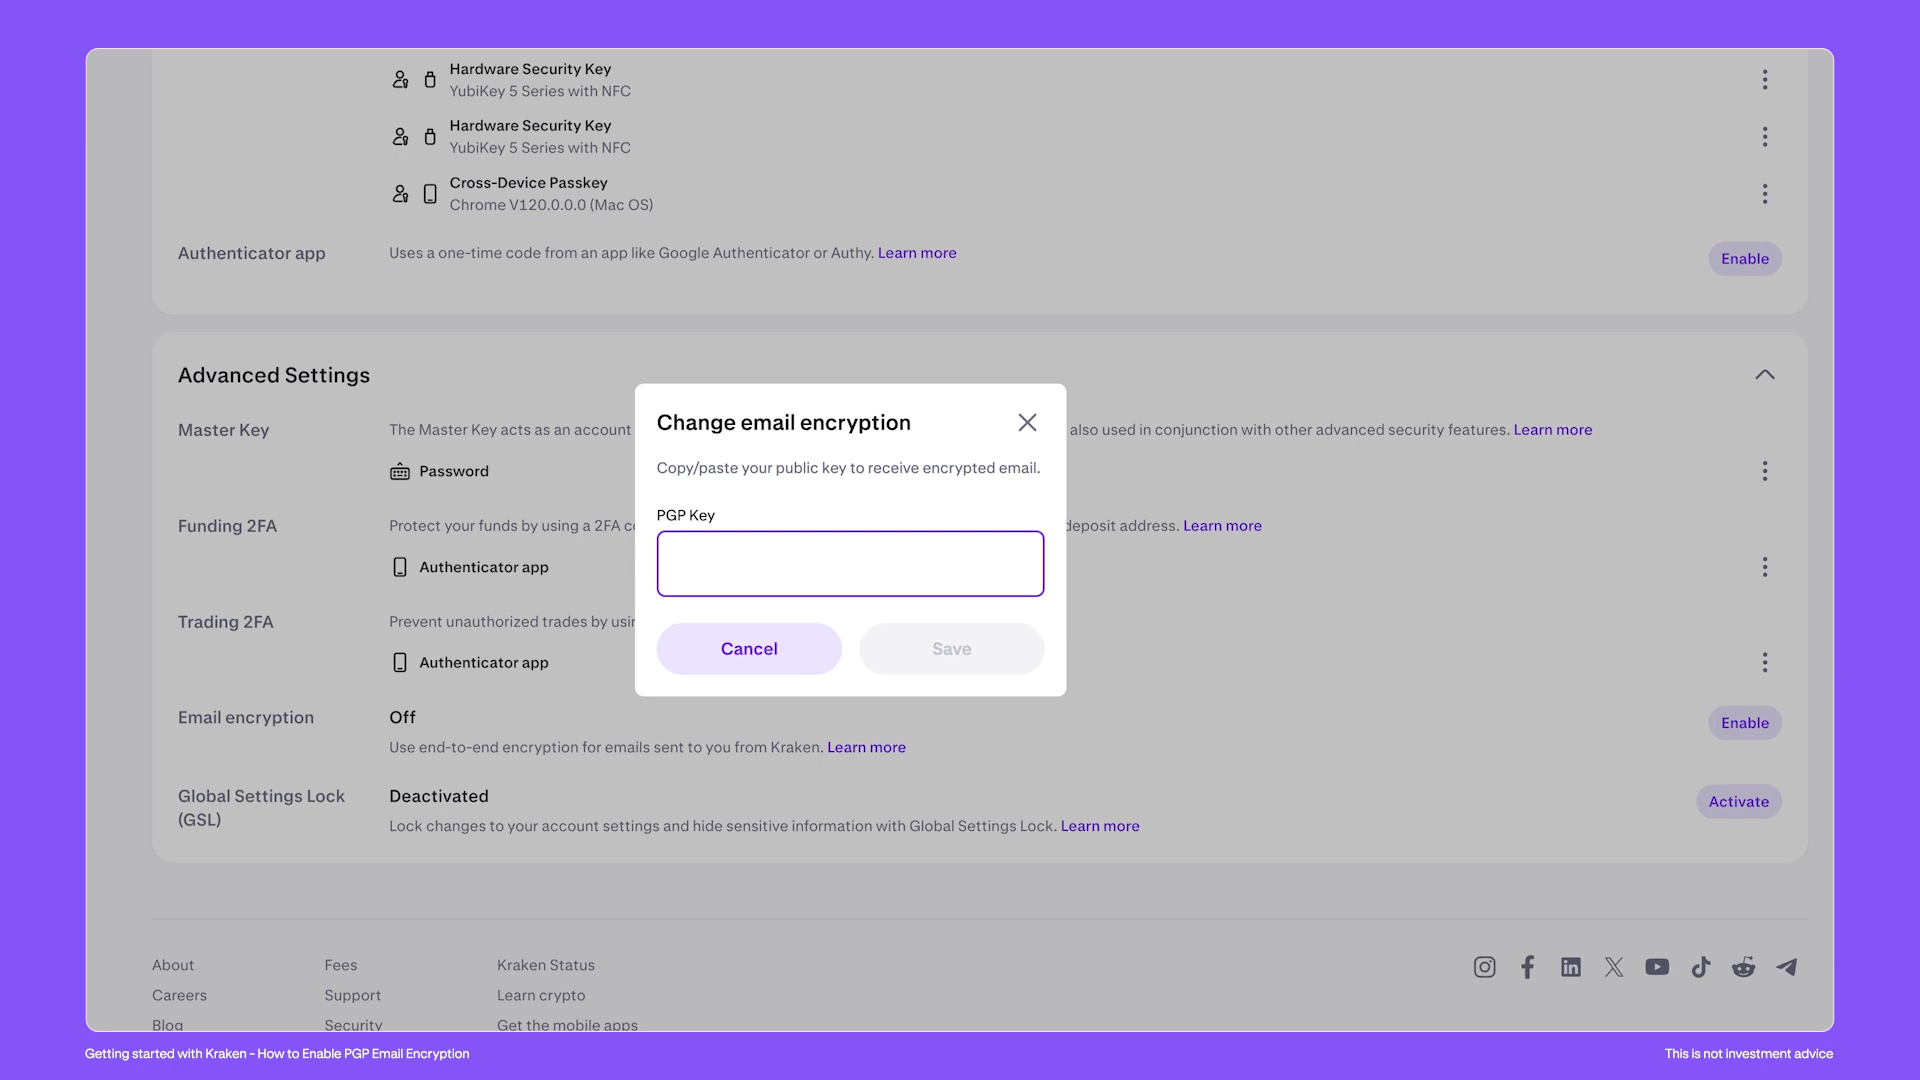 Hardware Security Key
YubiKey 5 Series with NFC
Hardware Security Key
YubiKey 5 Series with NFC
Cross-Device Passkey
Chrome V120.0.0.0 (Mac OS)
Authenticator app
Uses a one-time code from an app like Google Authenticator or Authy. Learn more
Enable
Advanced Settings
Master Key
The Master Key acts as an account
also used in conjunction with other advanced security features. Learn more
Password
Funding 2FA
Protect your funds by using a 2FA
deposit address. Learn more
Authenticator app
Trading 2FA
Prevent unauthorized trades by
Authenticator app
Change email encryption
Copy/paste your public key to receive encrypted email.
PGP Key
Cancel
Save
Email encryption
Off
Use end-to-end encryption for emails sent to you from Kraken. Learn more
Enable
Global Settings Lock
(GSL)
Deactivated
Lock changes to your account settings and hide sensitive information with Global Settings Lock. Learn more
Activate
About
Fees
Kraken Status
Careers
Support
Learn crypto
Blog
Security
Get the mobile apps
Getting started with Kraken - How to Enable PGP Email Encryption
This is not investment advice